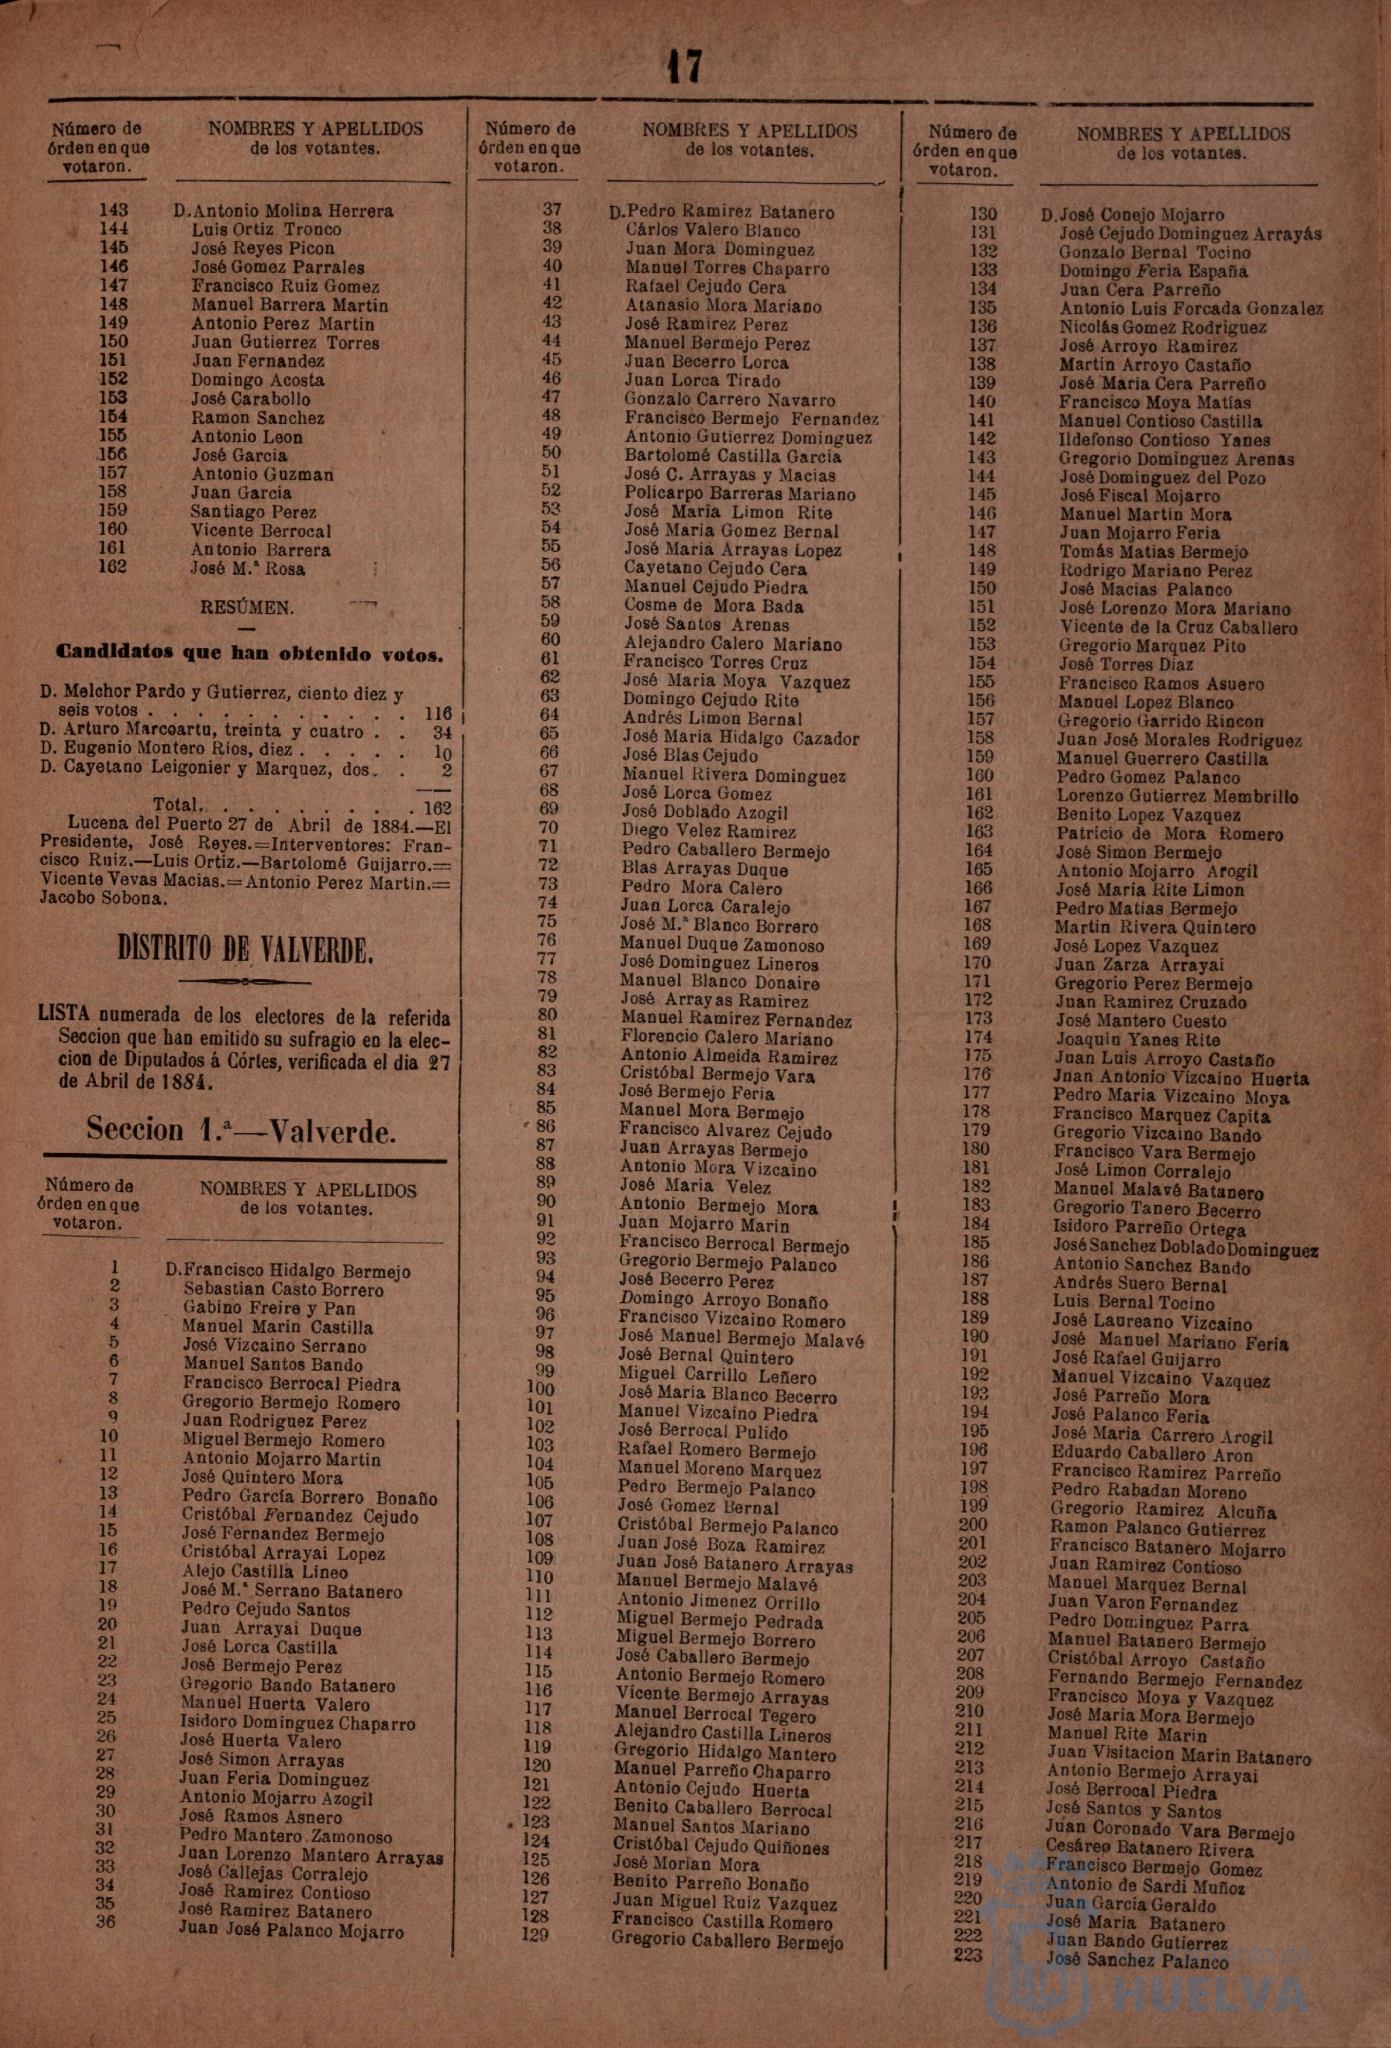 17
Número de órden en que votaron.
NOMBRES Y APELLIDOS
de los votantes.
143 D. Antonio Molina Herrera
144 Luis Ortiz Tronco
145 José Reyes Picon
146 José Gomez Parrales
147 Francisco Ruiz Gomez
148 Manuel Barrera Martin
149 Antonio Perez Martin
150 Juan Gutierrez Torres
151 Juan Fernandez
152 Domingo Acosta
153 José Carabollo
154 Ramon Sanchez
155 Antonio Leon
156 José Garcia
157 Antonio Guzman
158 Juan Garcia
159 Santiago Perez
160 Vicente Berrocal
161 Antonio Barrera
162 José M.ª Rosa
RESÚMEN.
Candidatos que han obtenido votos.
D. Melchor Pardo y Gutierrez, ciento diez y
seis votos . . . . . . . . . . . 116
D. Arturo Marcoartu, treinta y cuatro . . 34
D. Eugenio Montero Rios, diez . . . . . 10
D. Cayetano Leigonier y Marquez, dos. . 2
Total. . . . . . . . . . 162
Lucena del Puerto 27 de Abril de 1884.—El
Presidente, José Reyes.=Interventores: Fran-
cisco Ruiz.—Luis Ortiz.—Bartolomé Guijarro.=
Vicente Vevas Macias.=Antonio Perez Martin.=
Jacobo Sobona.
DISTRITO DE VALVERDE.
LISTA numerada de los electores de la referida
Seccion que han emitido su sufragio en la elec-
cion de Diputados á Córtes, verificada el dia 27
de Abril de 1884.
Seccion 1.ª—Valverde.
Número de órden en que votaron.
NOMBRES Y APELLIDOS
de los votantes.
1 D. Francisco Hidalgo Bermejo
2 Sebastian Casto Borrero
3 Gabino Freire y Pan
4 Manuel Marin Castilla
5 José Vizcaino Serrano
6 Manuel Santos Bando
7 Francisco Berrocal Piedra
8 Gregorio Bermejo Romero
9 Juan Rodriguez Perez
10 Miguel Bermejo Romero
11 Antonio Mojarro Martin
12 José Quintero Mora
13 Pedro García Borrero Bonaño
14 Cristóbal Fernandez Cejudo
15 José Fernandez Bermejo
16 Cristóbal Arrayai Lopez
17 Alejo Castilla Lineo
18 José M.ª Serrano Batanero
19 Pedro Cejudo Santos
20 Juan Arrayai Duque
21 José Lorca Castilla
22 José Bermejo Perez
23 Gregorio Bando Batanero
24 Manuel Huerta Valero
25 Isidoro Dominguez Chaparro
26 José Huerta Valero
27 José Simon Arrayas
28 Juan Feria Dominguez
29 Antonio Mojarro Azogil
30 José Ramos Asnero
31 Pedro Mantero Zamonoso
32 Juan Lorenzo Mantero Arrayas
33 José Callejas Corralejo
34 José Ramirez Contioso
35 José Ramirez Batanero
36 Juan José Palanco Mojarro
Número de órden en que votaron.
NOMBRES Y APELLIDOS
de los votantes.
37 D. Pedro Ramirez Batanero
38 Cárlos Valero Blanco
39 Juan Mora Dominguez
40 Manuel Torres Chaparro
41 Rafael Cejudo Cera
42 Atanasio Mora Mariano
43 José Ramirez Perez
44 Manuel Bermejo Perez
45 Juan Becerro Lorca
46 Juan Lorca Tirado
47 Gonzalo Carrero Navarro
48 Francisco Bermejo Fernandez
49 Antonio Gutierrez Dominguez
50 Bartolomé Castilla Garcia
51 José C. Arrayas y Macias
52 Policarpo Barreras Mariano
53 José Maria Limon Rite
54 José Maria Gomez Bernal
55 José Maria Arrayas Lopez
56 Cayetano Cejudo Cera
57 Manuel Cejudo Piedra
58 Cosme de Mora Bada
59 José Santos Arenas
60 Alejandro Calero Mariano
61 Francisco Torres Cruz
62 José Maria Moya Vazquez
63 Domingo Cejudo Rite
64 Andrés Limon Bernal
65 José Maria Hidalgo Cazador
66 José Blas Cejudo
67 Manuel Rivera Dominguez
68 José Lorca Gomez
69 José Doblado Azogil
70 Diego Velez Ramirez
71 Pedro Caballero Bermejo
72 Blas Arrayas Duque
73 Pedro Mora Calero
74 Juan Lorca Caralejo
75 José M.ª Blanco Borrero
76 Manuel Duque Zamonoso
77 José Dominguez Lineros
78 Manuel Blanco Donaire
79 José Arrayas Ramirez
80 Manuel Ramirez Fernandez
81 Florencio Calero Mariano
82 Antonio Almeida Ramirez
83 Cristóbal Bermejo Vara
84 José Bermejo Feria
85 Manuel Mora Bermejo
86 Francisco Alvarez Cejudo
87 Juan Arrayas Bermejo
88 Antonio Mora Vizcaino
89 José Maria Velez
90 Antonio Bermejo Mora
91 Juan Mojarro Marin
92 Francisco Berrocal Bermejo
93 Gregorio Bermejo Palanco
94 José Becerro Perez
95 Domingo Arroyo Bonaño
96 Francisco Vizcaino Romero
97 José Manuel Bermejo Malavé
98 José Bernal Quintero
99 Miguel Carrillo Leñero
100 José Maria Blanco Becerro
101 Manuel Vizcaino Piedra
102 José Berrocal Pulido
103 Rafael Romero Bermejo
104 Manuel Moreno Marquez
105 Pedro Bermejo Palanco
106 José Gomez Bernal
107 Cristóbal Bermejo Palanco
108 Juan José Boza Ramirez
109 Juan José Batanero Arrayas
110 Manuel Bermejo Malavé
111 Antonio Jimenez Orrillo
112 Miguel Bermejo Pedrada
113 Miguel Bermejo Borrero
114 José Caballero Bermejo
115 Antonio Bermejo Romero
116 Vicente Bermejo Arrayas
117 Manuel Berrocal Tegero
118 Alejandro Castilla Lineros
119 Gregorio Hidalgo Mantero
120 Manuel Parreño Chaparro
121 Antonio Cejudo Huerta
122 Benito Caballero Berrocal
123 Manuel Santos Mariano
124 Cristóbal Cejudo Quiñones
125 José Morian Mora
126 Benito Parreño Bonaño
127 Juan Miguel Ruiz Vazquez
128 Francisco Castilla Romero
129 Gregorio Caballero Bermejo
Número de órden en que votaron.
NOMBRES Y APELLIDOS
de los votantes.
130 D. José Conejo Mojarro
131 José Cejudo Dominguez Arrayás
132 Gonzalo Bernal Tocino
133 Domingo Feria España
134 Juan Cera Parreño
135 Antonio Luis Forcada Gonzalez
136 Nicolás Gomez Rodriguez
137 José Arroyo Ramirez
138 Martin Arroyo Castaño
139 José Maria Cera Parreño
140 Francisco Moya Matías
141 Manuel Contioso Castilla
142 Ildefonso Contioso Yanes
143 Gregorio Dominguez Arenas
144 José Dominguez del Pozo
145 José Fiscal Mojarro
146 Manuel Martin Mora
147 Juan Mojarro Feria
148 Tomás Matias Bermejo
149 Rodrigo Mariano Perez
150 José Macias Palanco
151 José Lorenzo Mora Mariano
152 Vicente de la Cruz Caballero
153 Gregorio Marquez Pito
154 José Torres Diaz
155 Francisco Ramos Asuero
156 Manuel Lopez Blanco
157 Gregorio Garrido Rincon
158 Juan José Morales Rodriguez
159 Manuel Guerrero Castilla
160 Pedro Gomez Palanco
161 Lorenzo Gutierrez Membrillo
162 Benito Lopez Vazquez
163 Patricio de Mora Romero
164 José Simon Bermejo
165 Antonio Mojarro Arogil
166 José Maria Rite Limon
167 Pedro Matias Bermejo
168 Martin Rivera Quintero
169 José Lopez Vazquez
170 Juan Zarza Arrayai
171 Gregorio Perez Bermejo
172 Juan Ramirez Cruzado
173 José Mantero Cuesto
174 Joaquin Yanes Rite
175 Juan Luis Arroyo Castaño
176 Jnan Antonio Vizcaino Huerta
177 Pedro Maria Vizcaino Moya
178 Francisco Marquez Capita
179 Gregorio Vizcaino Bando
180 Francisco Vara Bermejo
181 José Limon Corralejo
182 Manuel Malavé Batanero
183 Gregorio Tanero Becerro
184 Isidoro Parreño Ortega
185 José Sanchez Doblado Dominguez
186 Antonio Sanchez Bando
187 Andrés Suero Bernal
188 Luis Bernal Tocino
189 José Laureano Vizcaino
190 José Manuel Mariano Feria
191 José Rafael Guijarro
192 Manuel Vizcaino Vazquez
193 José Parreño Mora
194 José Palanco Feria
195 José Maria Carrero Arogil
196 Eduardo Caballero Aron
197 Francisco Ramirez Parreño
198 Pedro Rabadan Moreno
199 Gregorio Ramirez Alcuña
200 Ramon Palanco Gutierrez
201 Francisco Batanero Mojarro
202 Juan Ramirez Contioso
203 Manuel Marquez Bernal
204 Juan Varon Fernandez
205 Pedro Dominguez Parra
206 Manuel Batanero Bermejo
207 Cristóbal Arroyo Castaño
208 Fernando Bermejo Fernandez
209 Francisco Moya y Vazquez
210 José Maria Mora Bermejo
211 Manuel Rite Marin
212 Juan Visitacion Marin Batanero
213 Antonio Bermejo Arrayai
214 José Berrocal Piedra
215 José Santos y Santos
216 Juan Coronado Vara Bermejo
217 Cesáreo Batanero Rivera
218 Francisco Bermejo Gomez
219 Antonio de Sardi Muñoz
220 Juan García Geraldo
221 José Maria Batanero
222 Juan Bando Gutierrez
223 José Sanchez Palanco
HUELVA